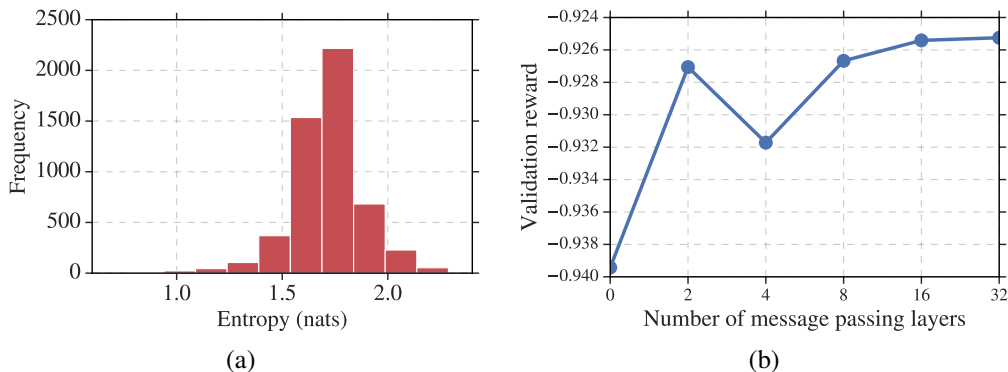 2500
2000
1500
1000
500
0
Frequency
1.0 1.5 2.0
Entropy (nats)
(a)
−0.924
−0.926
−0.928
−0.930
−0.932
−0.934
−0.936
−0.938
−0.940
Validation reward
0 2 4 8 16 32
Number of message passing layers
(b)